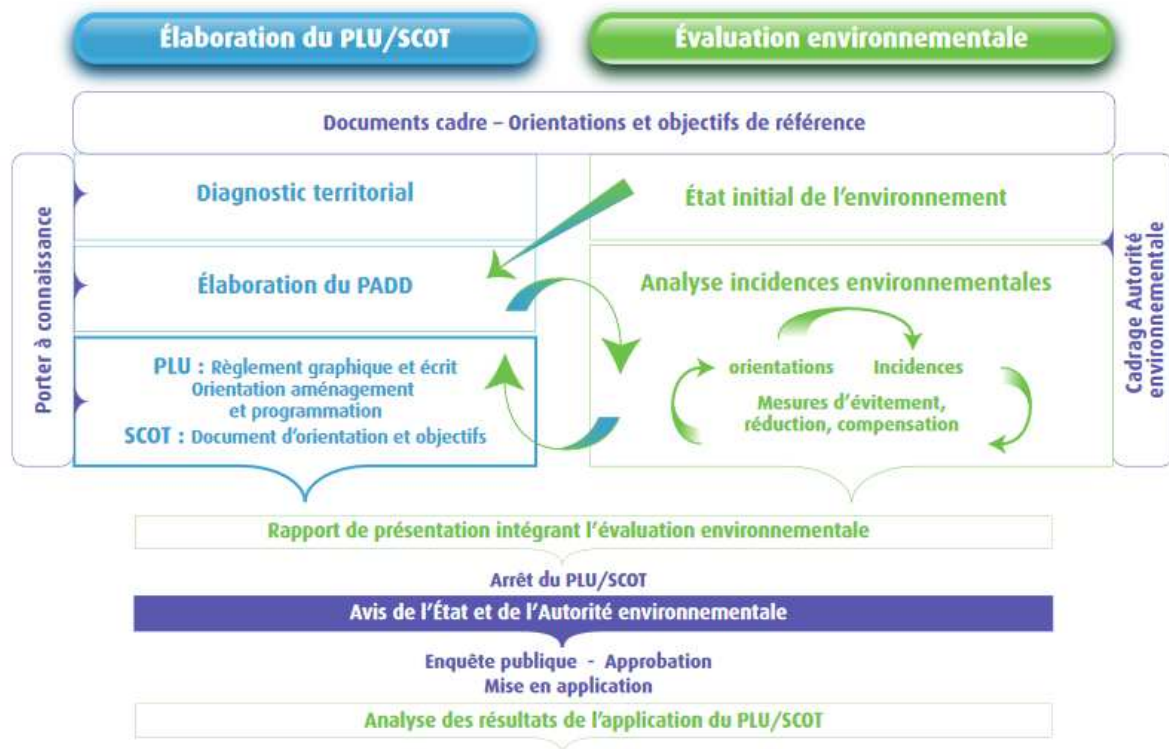 Élaboration du PLU/SCOT
Évaluation environnementale
Documents cadre – Orientations et objectifs de référence
Porter à connaissance
Diagnostic territorial
État initial de l'environnement
Cadrage Autorité
environnementale
Élaboration du PADD
Analyse incidences environnementales
PLU : Règlement graphique et écrit
Orientation aménagement
et programmation
SCOT : Document d'orientation et objectifs
orientations
Incidences
Mesures d'évitement,
réduction, compensation
Rapport de présentation intégrant l'évaluation environnementale
Arrêt du PLU/SCOT
Avis de l'État et de l'Autorité environnementale
Enquête publique - Approbation
Mise en application
Analyse des résultats de l'application du PLU/SCOT